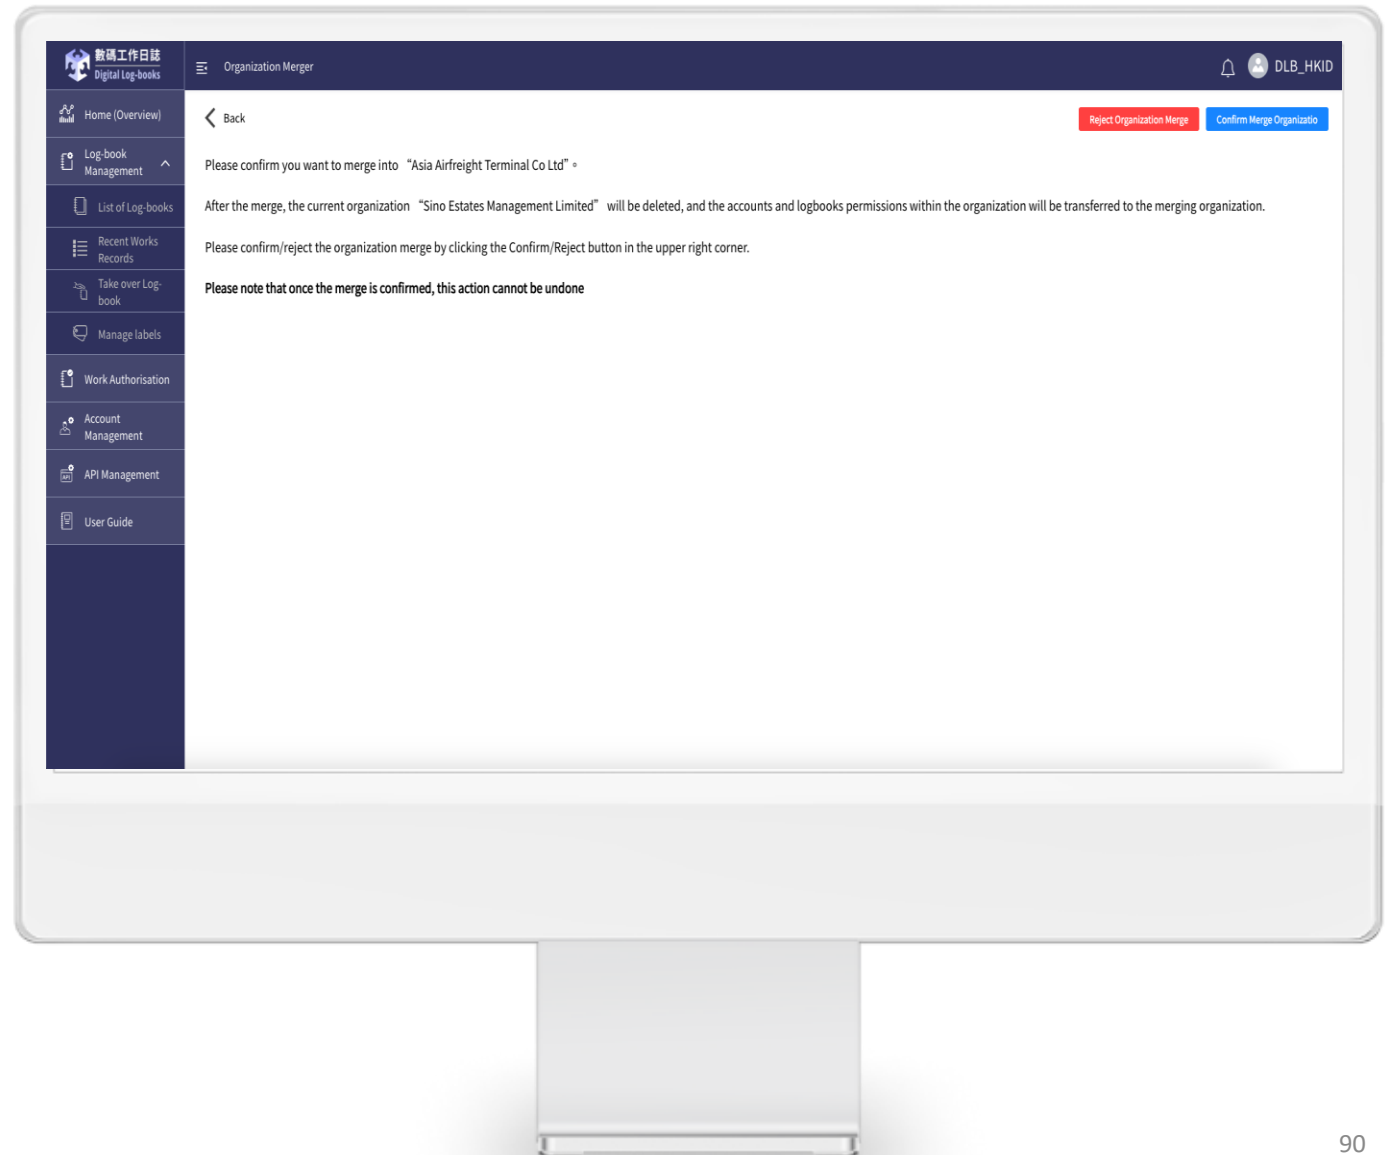 數碼工作日誌
Digital Log-books
Organization Merger
DLB_HKID
Home (Overview)
Log-book
Management
List of Log-books
Recent Works
Records
Take over Log-
book
Manage labels
Work Authorisation
Account
Management
API
API Management
User Guide
Back
Reject Organization Merge
Confirm Merge Organizatio
Please confirm you want to merge into “Asia Airfreight Terminal Co Ltd”。
After the merge, the current organization “Sino Estates Management Limited” will be deleted, and the accounts and logbooks permissions within the organization will be transferred to the merging organization.
Please confirm/reject the organization merge by clicking the Confirm/Reject button in the upper right corner.
Please note that once the merge is confirmed, this action cannot be undone
90